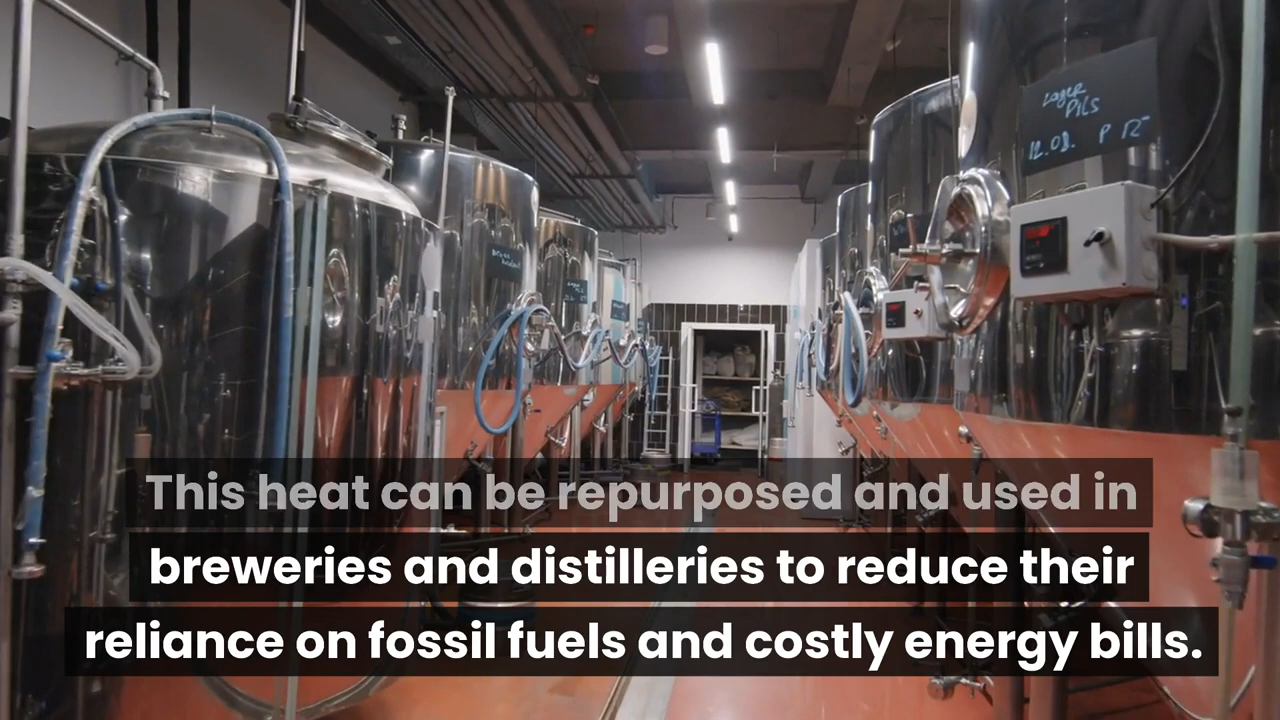 Lager
Pils
12.08. P 12-
This heat can be repurposed and used in
breweries and distilleries to reduce their
reliance on fossil fuels and costly energy bills.